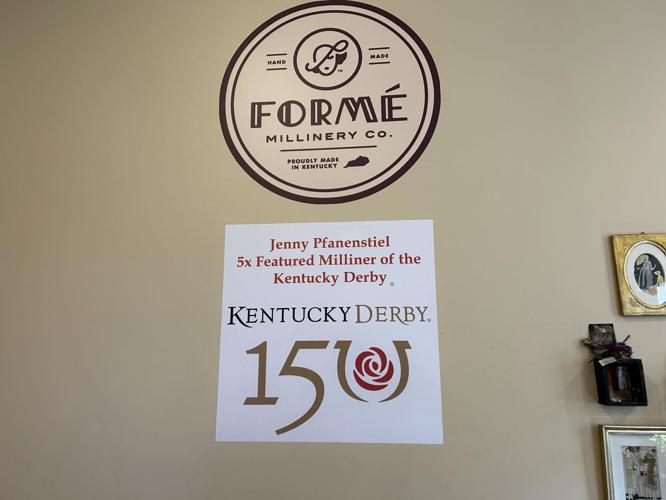 HAND MADE
™
FORMÉ
MILLINERY CO.
PROUDLY MADE
IN KENTUCKY
Jenny Pfanenstiel
5x Featured Milliner of the
Kentucky Derby®
KENTUCKY DERBY®
150